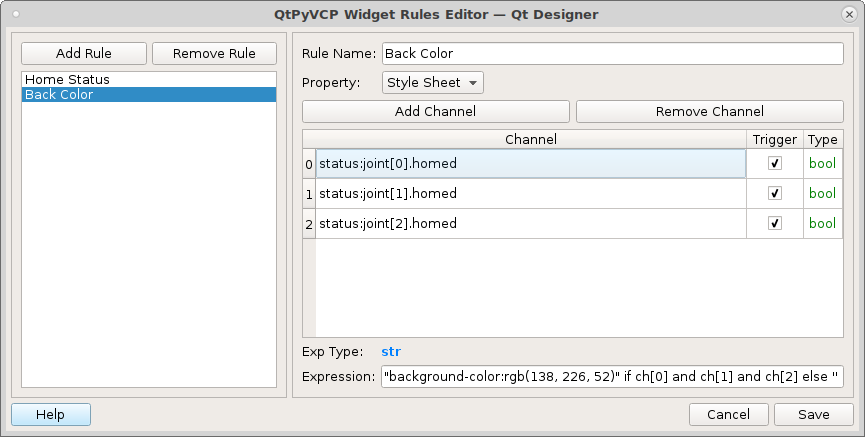 QtPyVCP Widget Rules Editor — Qt Designer
Add Rule
Remove Rule
Home Status
Back Color
Rule Name:
Back Color
Property:
Style Sheet
Add Channel
Remove Channel
Channel
Trigger
Type
0
status:joint[0].homed
bool
1
status:joint[1].homed
bool
2
status:joint[2].homed
bool
Exp Type:
str
Expression:
"background-color:rgb(138, 226, 52)" if ch[0] and ch[1] and ch[2] else ''
Help
Cancel
Save